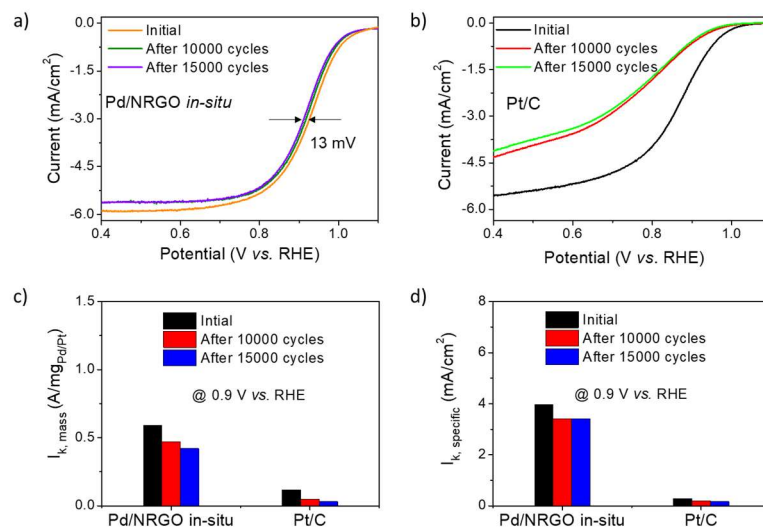 a)
Initial
After 10000 cycles
After 15000 cycles
Pd/NRGO in-situ
13 mV
0.0
-1.5
-3.0
-4.5
-6.0
Current (mA/cm²)
0.4 0.6 0.8 1.0
Potential (V vs. RHE)
b)
Initial
After 10000 cycles
After 15000 cycles
Pt/C
0.0
-1.5
-3.0
-4.5
-6.0
Current (mA/cm²)
0.4 0.6 0.8 1.0
Potential (V vs. RHE)
c)
Intial
After 10000 cycles
After 15000 cycles
@ 0.9 V vs. RHE
1.5
1.0
0.5
0.0
I k, mass (A/mg Pd/Pt)
Pd/NRGO in-situ Pt/C
d)
Initial
After 10000 cycles
After 15000 cycles
@ 0.9 V vs. RHE
8
6
4
2
0
I k, specific (mA/cm²)
Pd/NRGO in-situ Pt/C